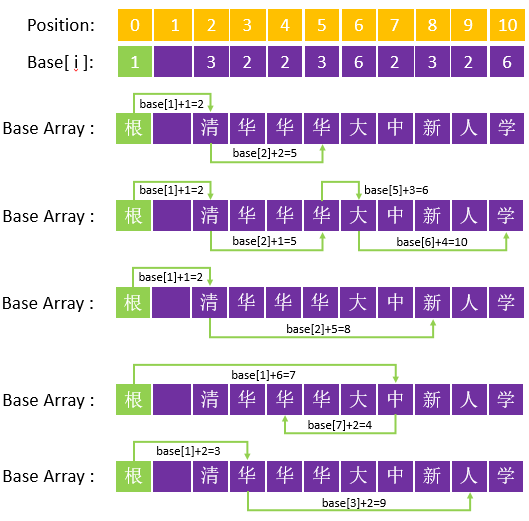 Position: 0 1 2 3 4 5 6 7 8 9 10
Base[ i ]: 1 3 2 2 3 6 2 3 2 6
base[1]+1=2
Base Array : 根 清 华 华 华 大 中 新 人 学
base[2]+2=5
base[1]+1=2 base[5]+3=6
Base Array : 根 清 华 华 华 大 中 新 人 学
base[2]+1=5 base[6]+4=10
base[1]+1=2
Base Array : 根 清 华 华 华 大 中 新 人 学
base[2]+5=8
base[1]+6=7
Base Array : 根 清 华 华 华 大 中 新 人 学
base[7]+2=4
base[1]+2=3
Base Array : 根 清 华 华 华 大 中 新 人 学
base[3]+2=9